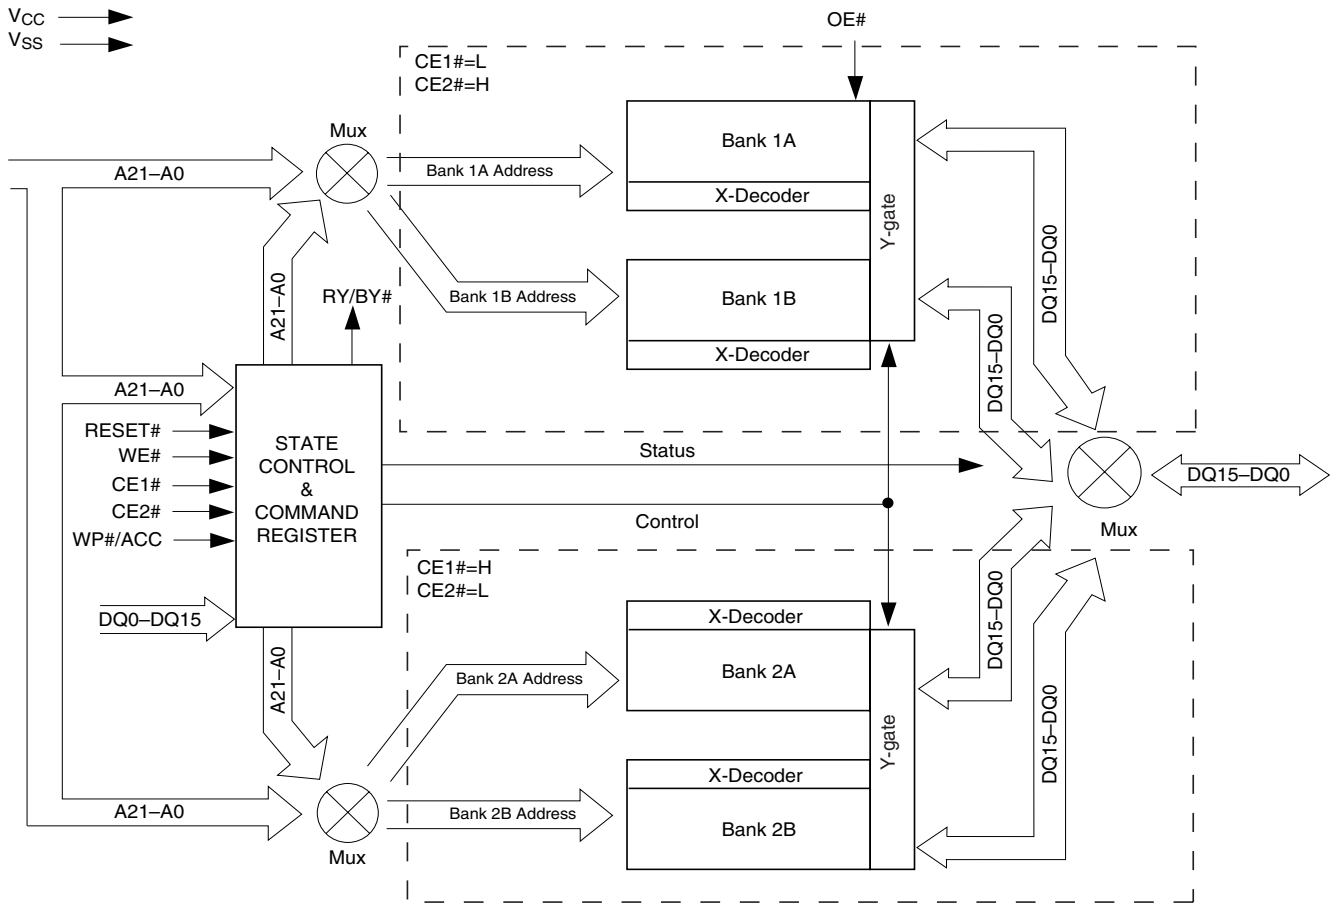 VCC
VSS
OE#
CE1#=L
CE2#=H
Mux
A21–A0
Bank 1A Address
Bank 1A
X-Decoder
Y-gate
DQ15–DQ0
A21–A0
RY/BY#
Bank 1B Address
Bank 1B
X-Decoder
DQ15–DQ0
A21–A0
RESET#
WE#
CE1#
CE2#
WP#/ACC
DQ0–DQ15
STATE
CONTROL
&
COMMAND
REGISTER
Status
Control
DQ15–DQ0
Mux
CE1#=H
CE2#=L
A21–A0
Bank 2A Address
X-Decoder
Bank 2A
Y-gate
DQ15–DQ0
DQ15–DQ0
A21–A0
Mux
Bank 2B Address
X-Decoder
Bank 2B